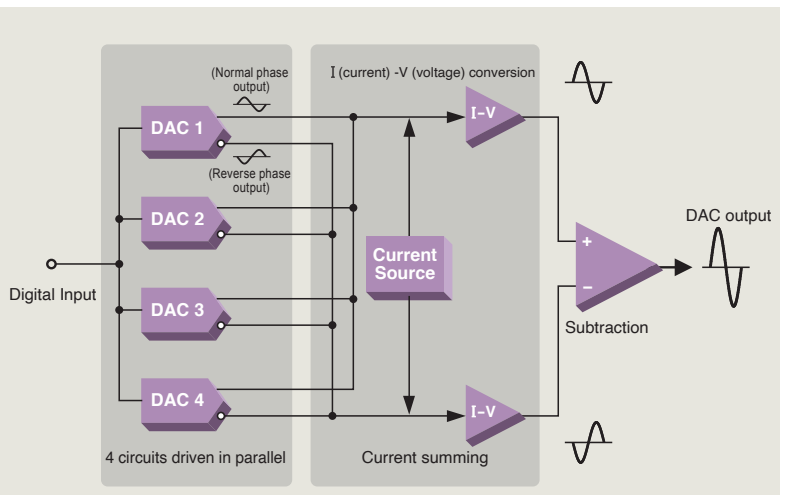 (Normal phase
output)
I (current) -V (voltage) conversion
DAC 1
I-V
(Reverse phase
output)
DAC 2
DAC output
+
Current
Source
Digital Input
−
DAC 3
Subtraction
DAC 4
I-V
4 circuits driven in parallel
Current summing